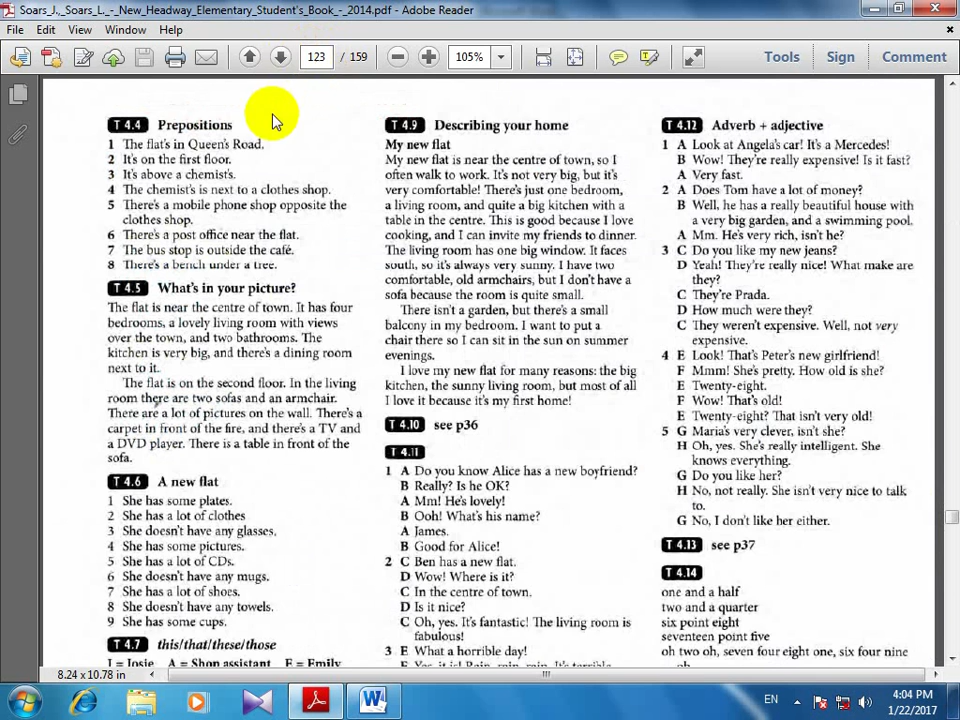 Soars_J.,_Soars_L._-_New_Headway_Elementary_Student's_Book_-_2014.pdf - Adobe Reader
File Edit View Window Help
123 / 159 105% Tools Sign Comment
T 4.4 Prepositions
1 The flat's in Queen's Road.
2 It's on the first floor.
3 It's above a chemist's.
4 The chemist's is next to a clothes shop.
5 There's a mobile phone shop opposite the
clothes shop.
6 There's a post office near the flat.
7 The bus stop is outside the café.
8 There's a bench under a tree.
T 4.5 What's in your picture?
The flat is near the centre of town. It has four
bedrooms, a lovely living room with views
over the town, and two bathrooms. The
kitchen is very big, and there's a dining room
next to it.
The flat is on the second floor. In the living
room there are two sofas and an armchair.
There are a lot of pictures on the wall. There's a
carpet in front of the fire, and there's a TV and
a DVD player. There is a table in front of the
sofa.
T 4.6 A new flat
1 She has some plates.
2 She has a lot of clothes
3 She doesn't have any glasses.
4 She has some pictures.
5 She has a lot of CDs.
6 She doesn't have any mugs.
7 She has a lot of shoes.
8 She doesn't have any towels.
9 She has some cups.
T 4.7 this/that/these/those
J = Josie A = Shop assistant E = Emily
T 4.9 Describing your home
My new flat
My new flat is near the centre of town, so I
often walk to work. It's not very big, but it's
very comfortable! There's just one bedroom,
a living room, and quite a big kitchen with a
table in the centre. This is good because I love
cooking, and I can invite my friends to dinner.
The living room has one big window. It faces
south, so it's always very sunny. I have two
comfortable, old armchairs, but I don't have a
sofa because the room is quite small.
There isn't a garden, but there's a small
balcony in my bedroom. I want to put a
chair there so I can sit in the sun on summer
evenings.
I love my new flat for many reasons: the big
kitchen, the sunny living room, but most of all
I love it because it's my first home!
T 4.10 see p36
T 4.11
1 A Do you know Alice has a new boyfriend?
B Really? Is he OK?
A Mm! He's lovely!
B Ooh! What's his name?
A James.
B Good for Alice!
2 C Ben has a new flat.
D Wow! Where is it?
C In the centre of town.
D Is it nice?
C Oh, yes. It's fantastic! The living room is
fabulous!
3 E What a horrible day!
F Yes, it is! Rain, rain, rain. It's terrible
T 4.12 Adverb + adjective
1 A Look at Angela's car! It's a Mercedes!
B Wow! They're really expensive! Is it fast?
A Very fast.
2 A Does Tom have a lot of money?
B Well, he has a really beautiful house with
a very big garden, and a swimming pool.
A Mm. He's very rich, isn't he?
3 C Do you like my new jeans?
D Yeah! They're really nice! What make are
they?
C They're Prada.
D How much were they?
C They weren't expensive. Well, not very
expensive.
4 E Look! That's Peter's new girlfriend!
F Mmm! She's pretty. How old is she?
E Twenty-eight.
F Wow! That's old!
E Twenty-eight? That isn't very old!
5 G Maria's very clever, isn't she?
H Oh, yes. She's really intelligent. She
knows everything.
G Do you like her?
H No, not really. She isn't very nice to talk
to.
G No, I don't like her either.
T 4.13 see p37
T 4.14
one and a half
two and a quarter
six point eight
seventeen point five
oh two oh, seven four eight one, six four nine
oh
8.24 x 10.78 in
EN 4:04 PM
1/22/2017